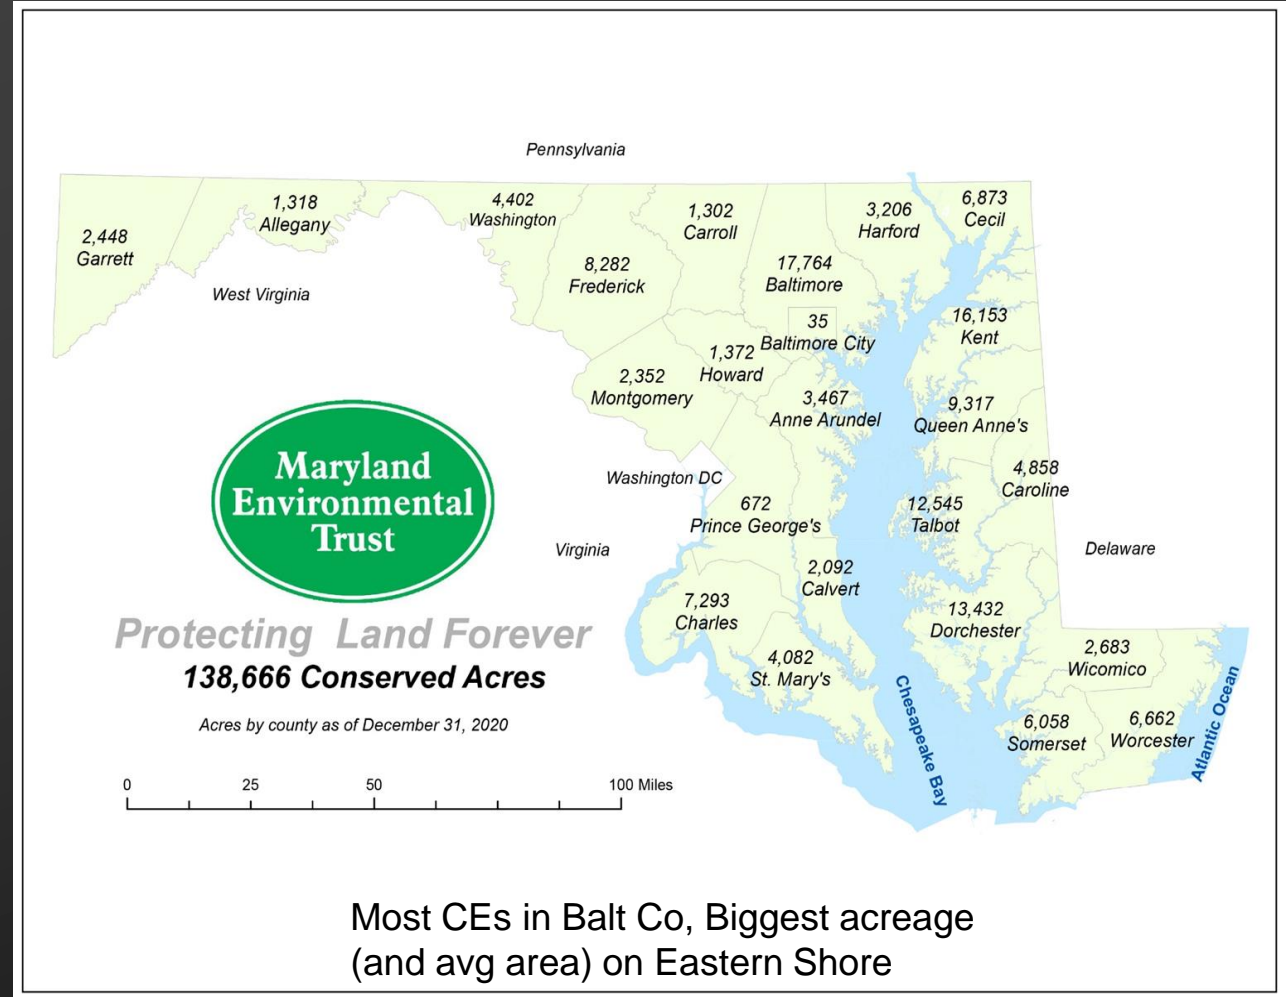 Pennsylvania
2,448
Garrett
1,318
Allegany
4,402
Washington
8,282
Frederick
1,302
Carroll
17,764
Baltimore
3,206
Harford
6,873
Cecil
West Virginia
35
Baltimore City
16,153
Kent
1,372
Howard
2,352
Montgomery
3,467
Anne Arundel
9,317
Queen Anne's
4,858
Caroline
Washington DC
672
Prince George's
12,545
Talbot
Virginia
Delaware
2,092
Calvert
7,293
Charles
4,082
St. Mary's
13,432
Dorchester
2,683
Wicomico
6,058
Somerset
6,662
Worcester
Chesapeake Bay
Atlantic Ocean
Maryland
Environmental
Trust
Protecting Land Forever
138,666 Conserved Acres
Acres by county as of December 31, 2020
0 25 50 100 Miles
Most CEs in Balt Co, Biggest acreage
(and avg area) on Eastern Shore